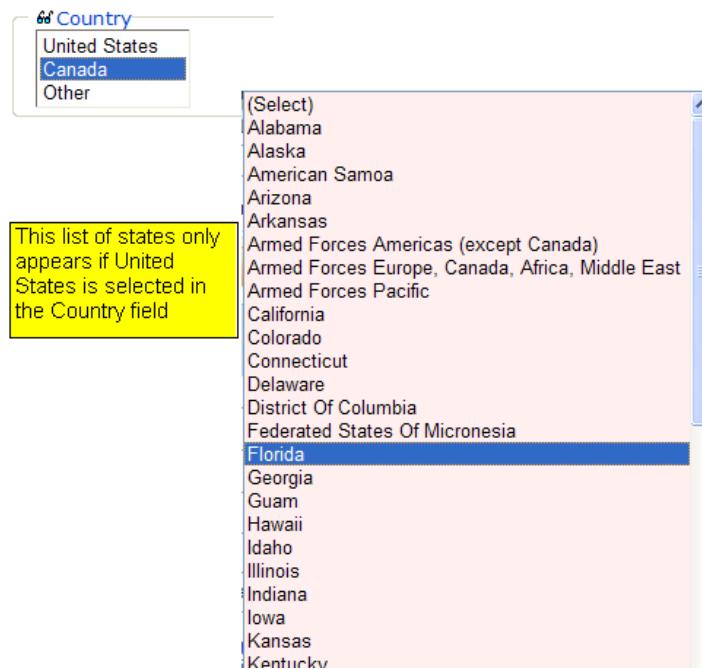 Country
United States
Canada
Other
(Select)
Alabama
Alaska
American Samoa
Arizona
Arkansas
This list of states only
appears if United
States is selected in
the Country field
Armed Forces Americas (except Canada)
Armed Forces Europe, Canada, Africa, Middle East
Armed Forces Pacific
California
Colorado
Connecticut
Delaware
District Of Columbia
Federated States Of Micronesia
Florida
Georgia
Guam
Hawaii
Idaho
Illinois
Indiana
Iowa
Kansas
Kentucky